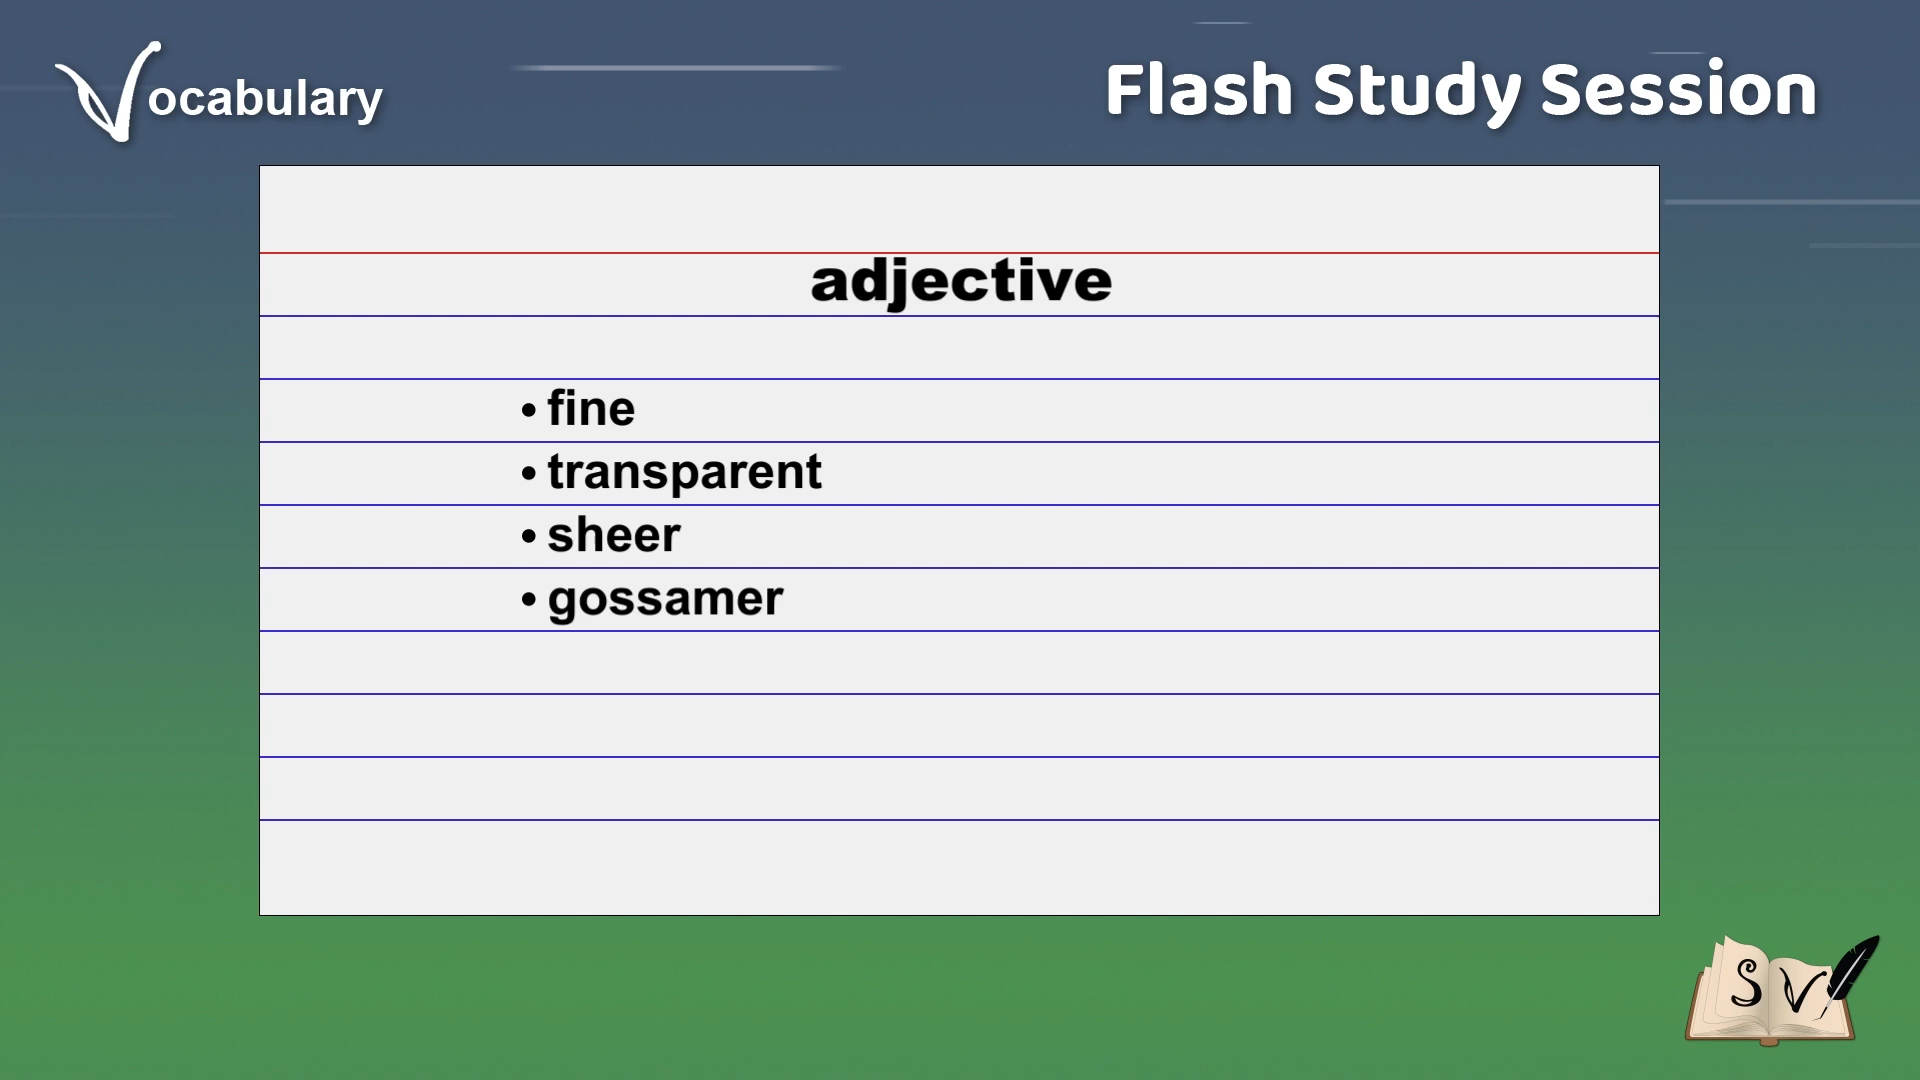 Vocabulary
Flash Study Session
adjective
• fine
• transparent
• sheer
• gossamer
S V